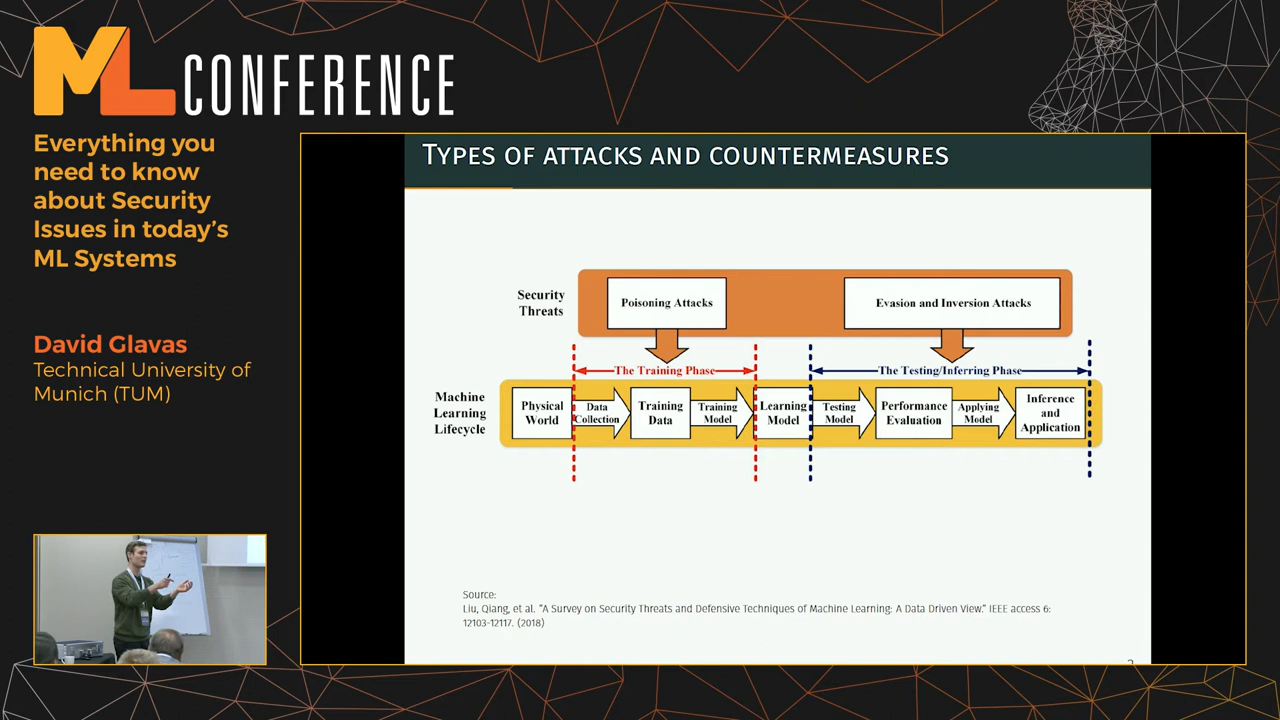 ML CONFERENCE
Everything you
need to know
about Security
Issues in today's
ML Systems
David Glavas
Technical University of
Munich (TUM)
TYPES OF ATTACKS AND COUNTERMEASURES
Security
Threats
Poisoning Attacks
Evasion and Inversion Attacks
The Training Phase
The Testing/Inferring Phase
Machine
Learning
Lifecycle
Physical
World
Data
Collection
Training
Data
Training
Model
Learning
Model
Testing
Model
Performance
Evaluation
Applying
Model
Inference
and
Application
Source:
Liu, Qiang, et al. "A Survey on Security Threats and Defensive Techniques of Machine Learning: A Data Driven View." IEEE access 6:
12103-12117. (2018)